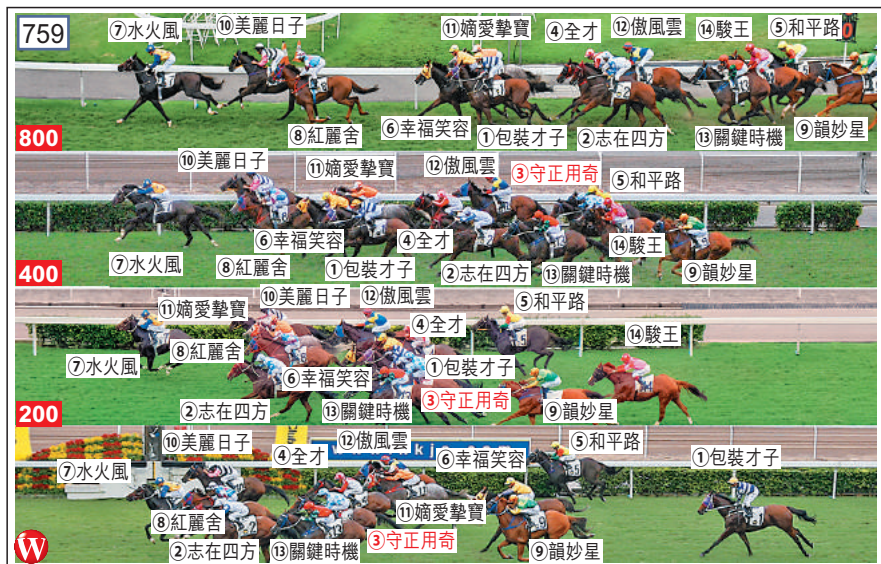 759
⑦水火風
⑩美麗日子
⑪嫡愛摯寶
④全才
⑫傲風雲
⑭駿王
⑤和平路
⑧紅麗舍
⑥幸福笑容
①包裝才子
②志在四方
⑬關鍵時機
⑨韻妙星
800
⑩美麗日子
⑪嫡愛摯寶
⑫傲風雲
③守正用奇
⑤和平路
⑦水火風
⑧紅麗舍
⑥幸福笑容
①包裝才子
④全才
②志在四方
⑬關鍵時機
⑭駿王
⑨韻妙星
400
⑪嫡愛摯寶
⑩美麗日子
⑫傲風雲
④全才
⑤和平路
⑭駿王
⑦水火風
⑧紅麗舍
⑥幸福笑容
①包裝才子
②志在四方
⑬關鍵時機
③守正用奇
⑨韻妙星
200
⑦水火風
⑩美麗日子
④全才
⑫傲風雲
⑥幸福笑容
⑤和平路
①包裝才子
⑧紅麗舍
②志在四方
⑬關鍵時機
⑪嫡愛摯寶
③守正用奇
⑨韻妙星
W